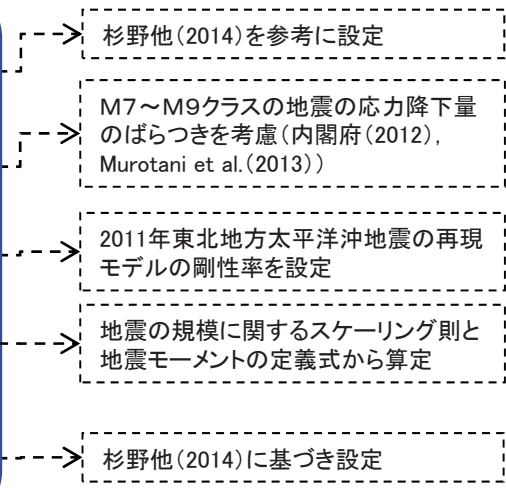 杉野他(2014)を参考に設定
M7~M9クラスの地震の応力降下量
のばらつきを考慮(内閣府(2012),
Murotani et al.(2013))
2011年東北地方太平洋沖地震の再現
モデルの剛性率を設定
地震の規模に関するスケーリング則と
地震モーメントの定義式から算定
杉野他(2014)に基づき設定